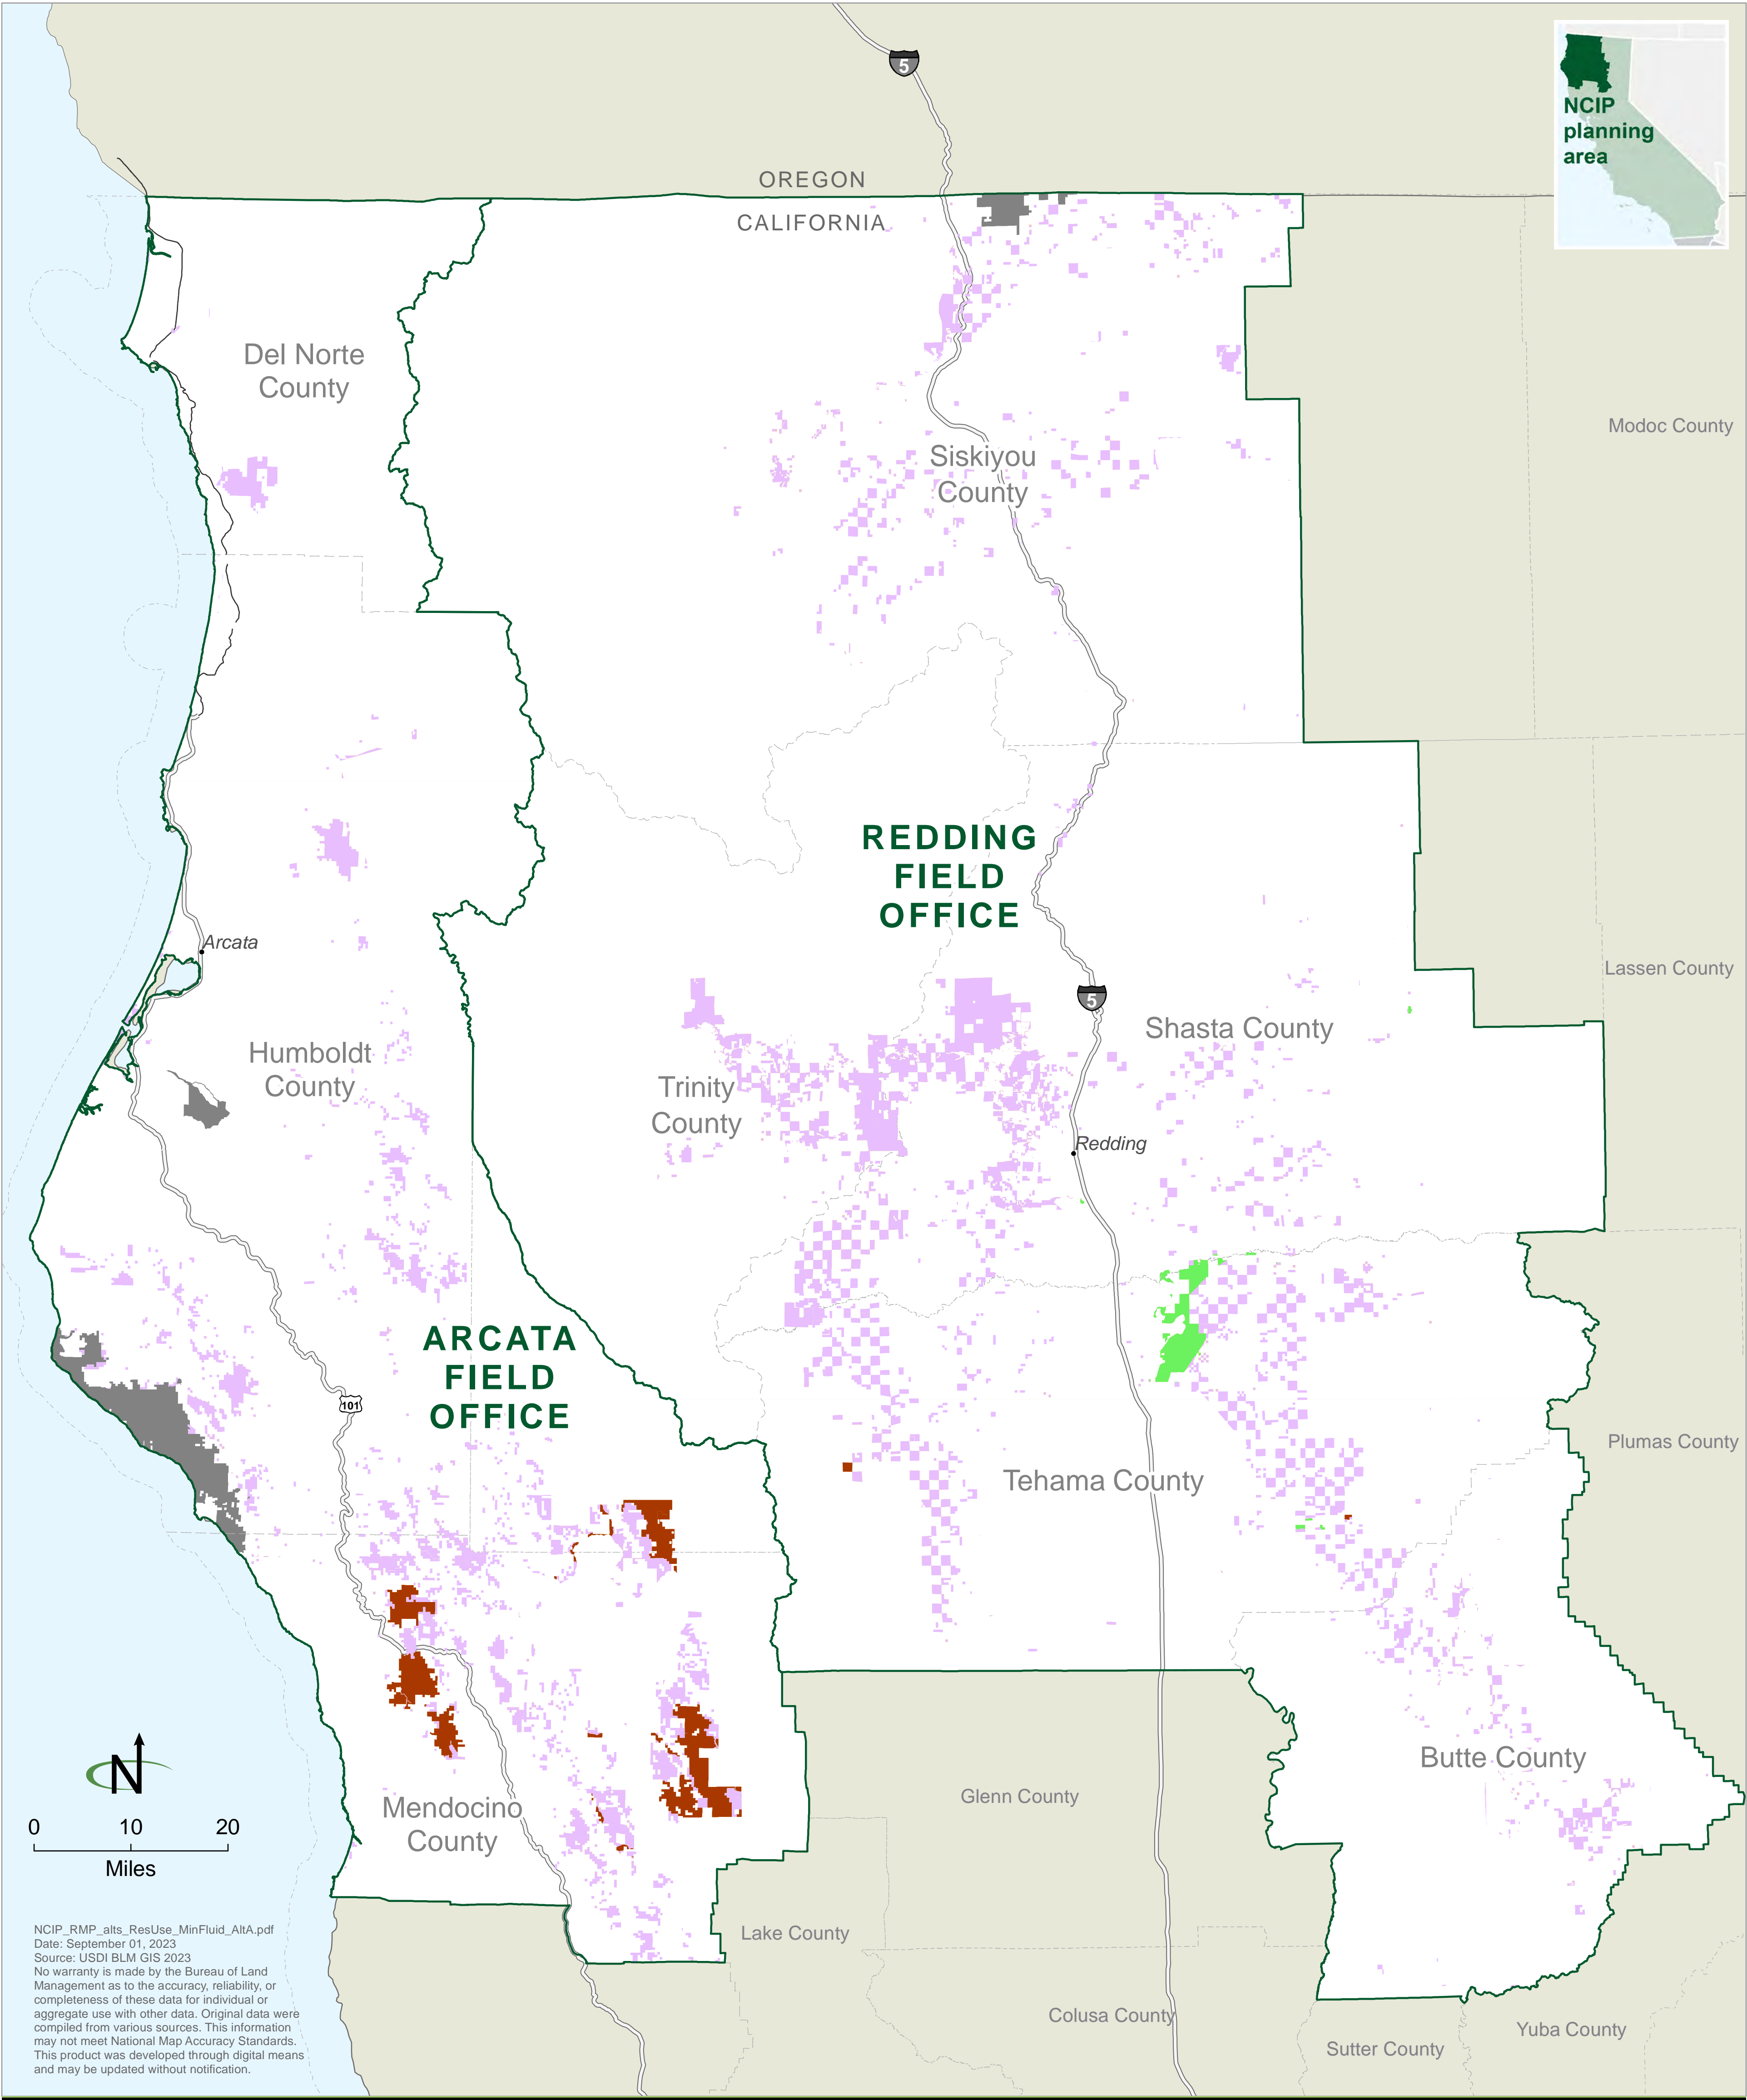 5
NCIP
planning
area
OREGON
CALIFORNIA
Del Norte
County
Modoc County
Siskiyou
County
REDDING
FIELD
OFFICE
Arcata
Lassen County
5
Shasta County
Humboldt
County
Trinity
County
Redding
ARCATA
FIELD
OFFICE
101
Plumas County
Tehama County
N
Butte County
Glenn County
Mendocino
County
0 10 20
Miles
NCIP_RMP_alts_ResUse_MinFluid_AltA.pdf
Date: September 01, 2023
Source: USDI BLM GIS 2023
No warranty is made by the Bureau of Land
Management as to the accuracy, reliability, or
completeness of these data for individual or
aggregate use with other data. Original data were
compiled from various sources. This information
may not meet National Map Accuracy Standards.
This product was developed through digital means
and may be updated without notification.
Lake County
Colusa County
Sutter County
Yuba County